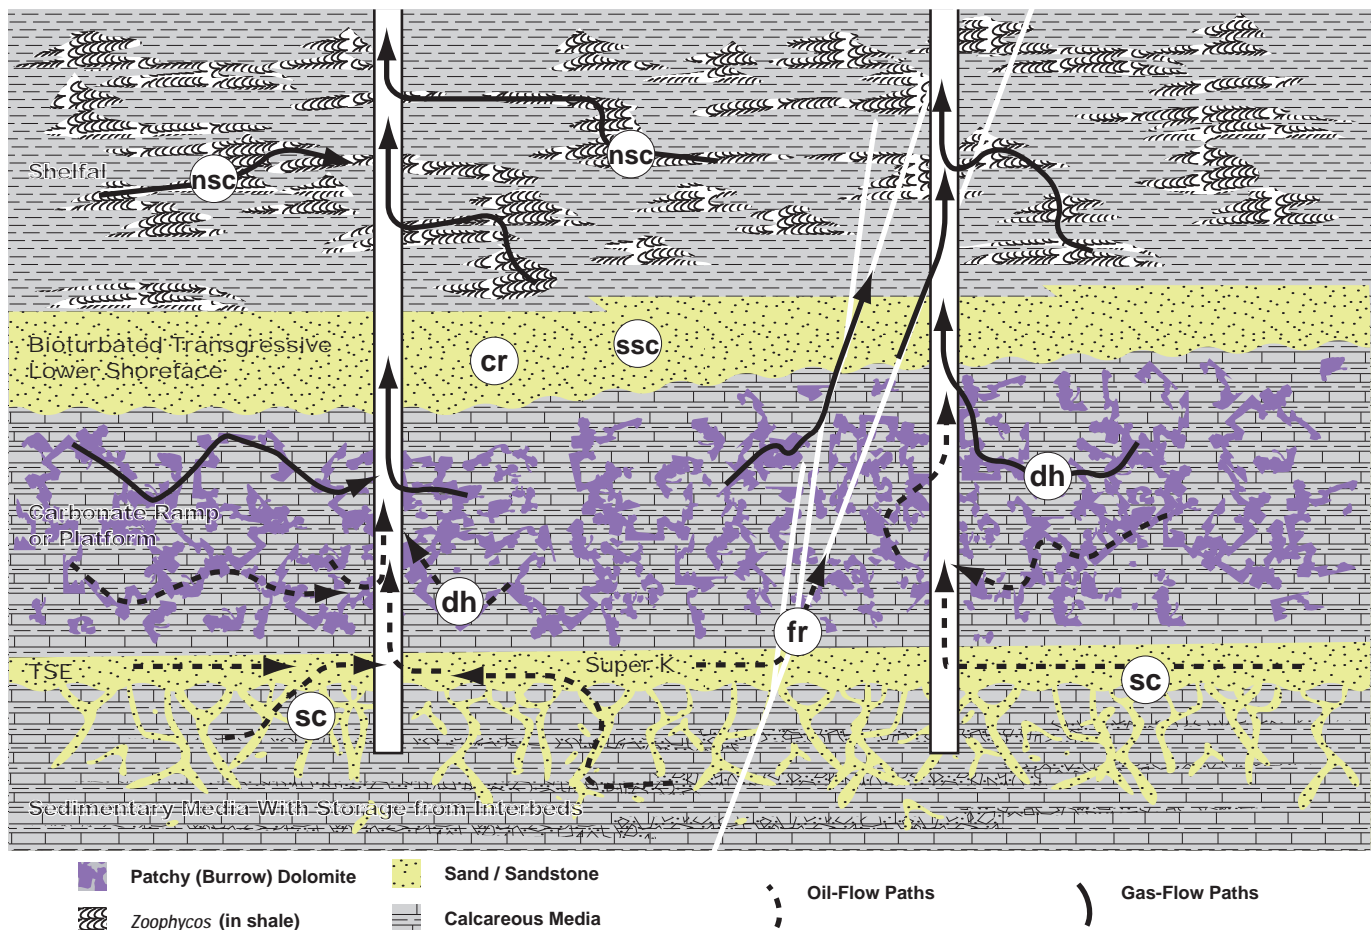 nsc
Shelfal
nsc
ssc
cr
Bioturbated Transgressive
Lower Shoreface
dh
Carbonate Ramp
or Platform
dh
fr
TSE
Super K
sc
sc
Sedimentary Media With Storage from Interbeds
Patchy (Burrow) Dolomite
Sand / Sandstone
Oil-Flow Paths
Gas-Flow Paths
Zoophycos (in shale)
Calcareous Media